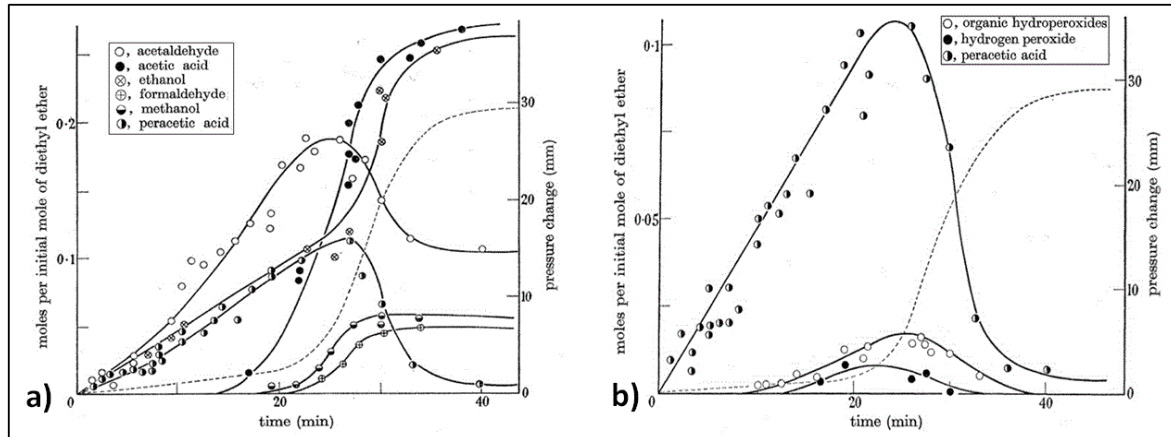 ○, acetaldehyde
●, acetic acid
⊗, ethanol
⊕, formaldehyde
◒, methanol
◑, peracetic acid
moles per initial mole of diethyl ether
0·2
0·1
0
20
40
time (min)
30
20
10
0
pressure change (mm)
a)
○, organic hydroperoxides
●, hydrogen peroxide
◑, peracetic acid
moles per initial mole of diethyl ether
0·1
0·05
0
20
40
time (min)
30
20
10
0
pressure change (mm)
b)